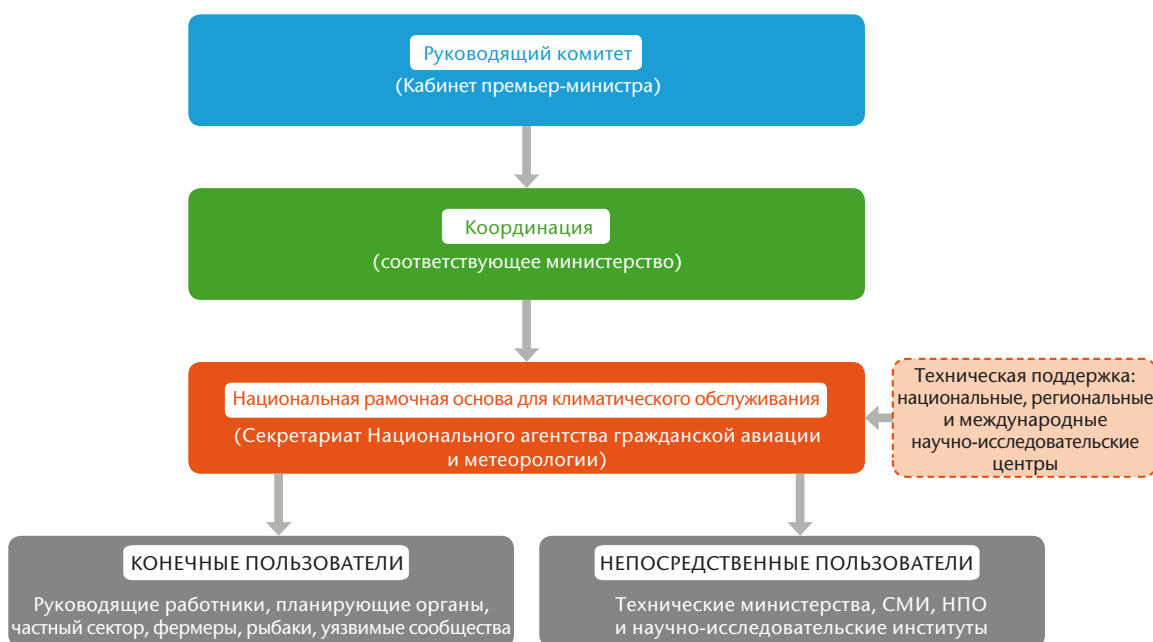 Руководящий комитет
(Кабинет премьер-министра)
Координация
(соответствующее министерство)
Национальная рамочная основа для климатического обслуживания
(Секретариат Национального агентства гражданской авиации
и метеорологии)
Техническая поддержка:
национальные, региональные
и международные
научно-исследовательские
центры
КОНЕЧНЫЕ ПОЛЬЗОВАТЕЛИ
Руководящие работники, планирующие органы,
частный сектор, фермеры, рыбаки, уязвимые сообщества
НЕПОСРЕДСТВЕННЫЕ ПОЛЬЗОВАТЕЛИ
Технические министерства, СМИ, НПО
и научно-исследовательские институты